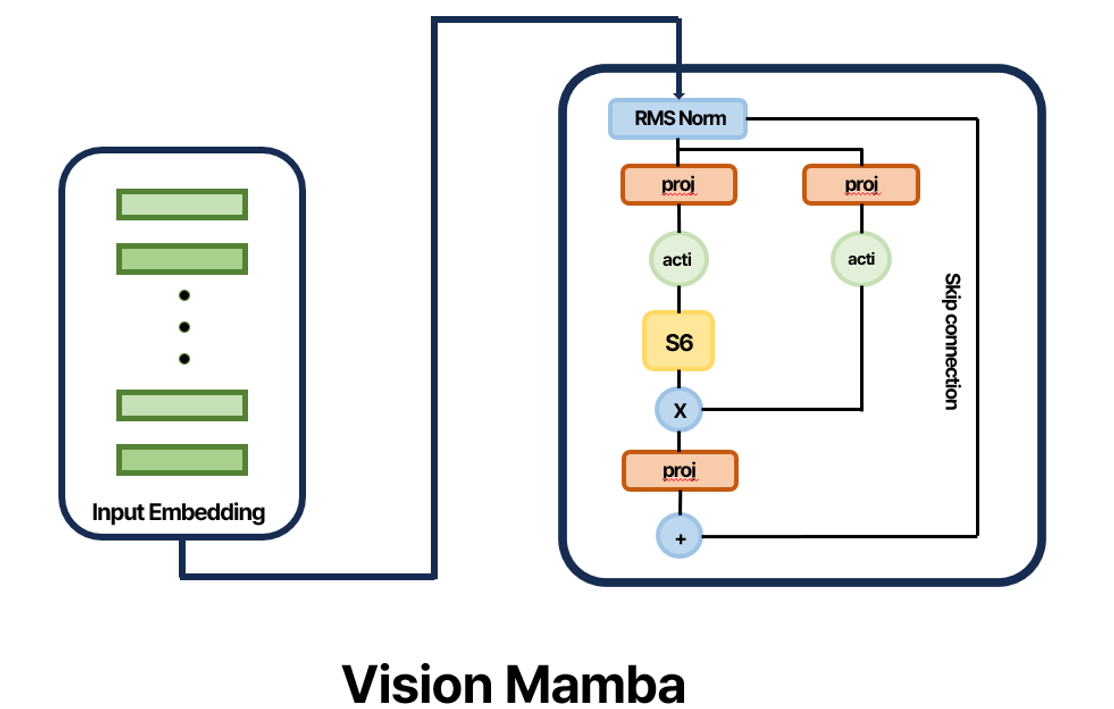 RMS Norm
proj
proj
acti
acti
S6
X
proj
+
Skip connection
Input Embedding
Vision Mamba